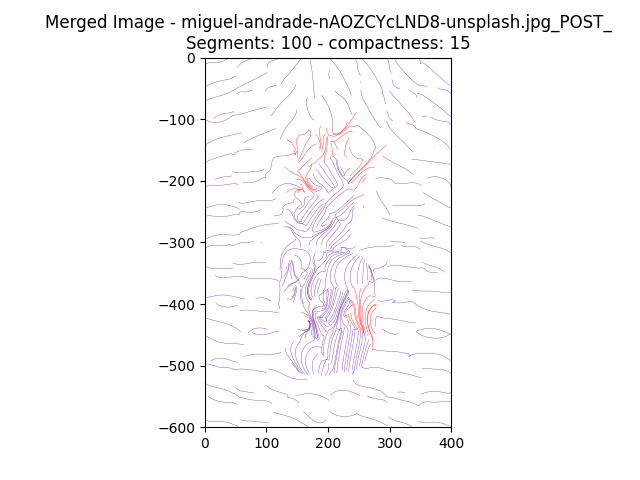 Merged Image - miguel-andrade-nAOZCYcLND8-unsplash.jpg_POST_
Segments: 100 - compactness: 15
0
−100
−200
−300
−400
−500
−600
0 100 200 300 400